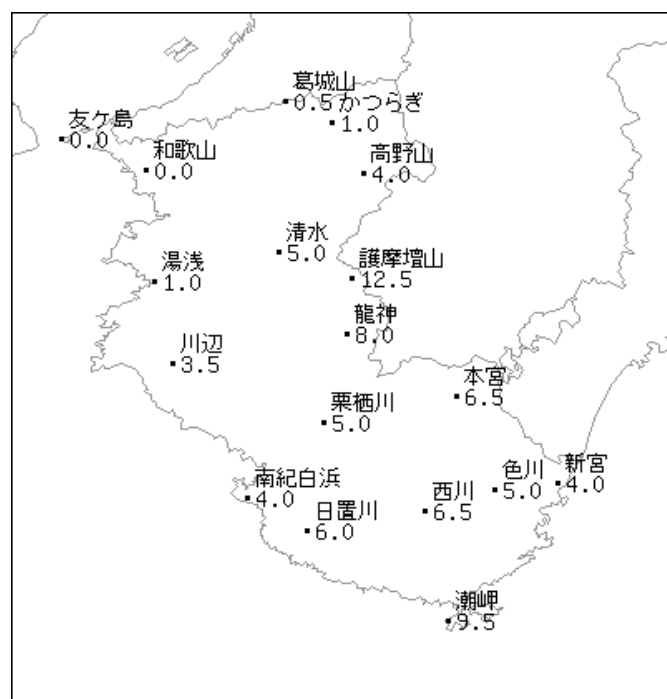 葛城山
0.5
かつらぎ
1.0
友ケ島
0.0
和歌山
0.0
高野山
4.0
清水
5.0
護摩壇山
12.5
湯浅
1.0
龍神
8.0
川辺
3.5
本宮
6.5
栗栖川
5.0
南紀白浜
4.0
日置川
6.0
西川
6.5
色川
5.0
新宮
4.0
潮岬
9.5